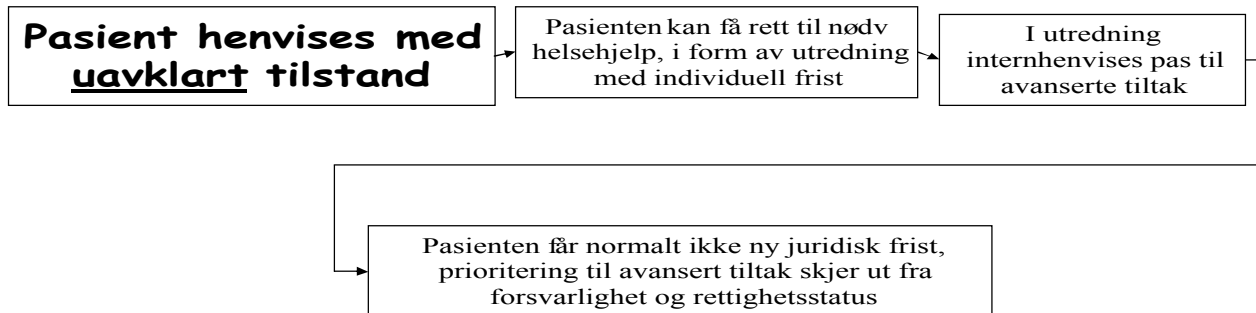 Pasient henvises med
uavklart tilstand
Pasienten kan få rett til nødv
helsehjelp, i form av utredning
med individuell frist
I utredning
internhenvises pas til
avanserte tiltak
Pasienten får normalt ikke ny juridisk frist,
prioritering til avansert tiltak skjer ut fra
forsvarlighet og rettighetsstatus